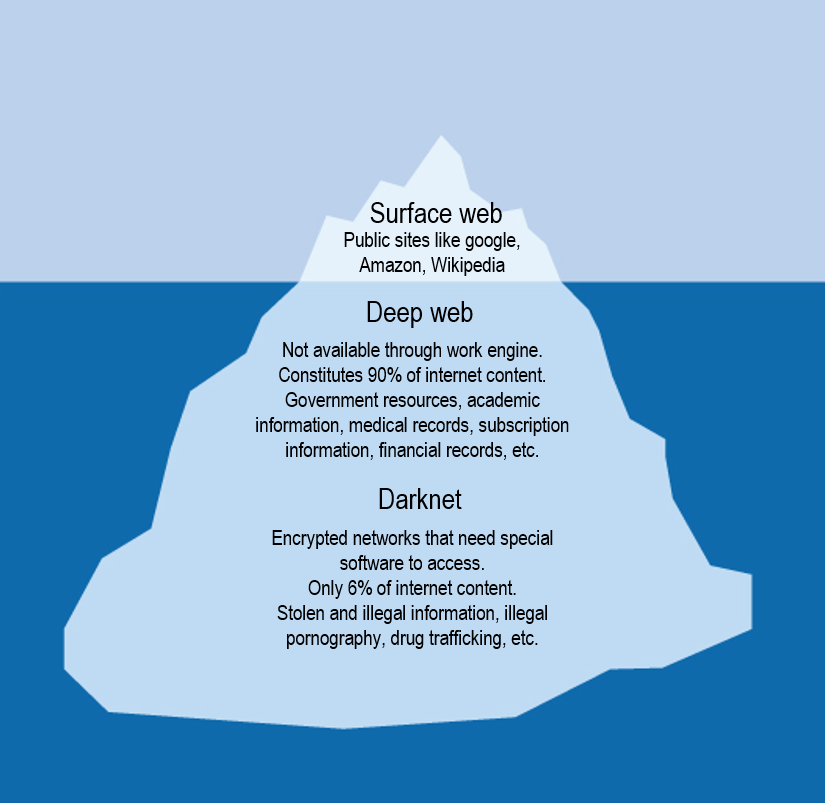 Surface web
Public sites like google,
Amazon, Wikipedia
Deep web
Not available through work engine.
Constitutes 90% of internet content.
Government resources, academic
information, medical records, subscription
information, financial records, etc.
Darknet
Encrypted networks that need special
software to access.
Only 6% of internet content.
Stolen and illegal information, illegal
pornography, drug trafficking, etc.